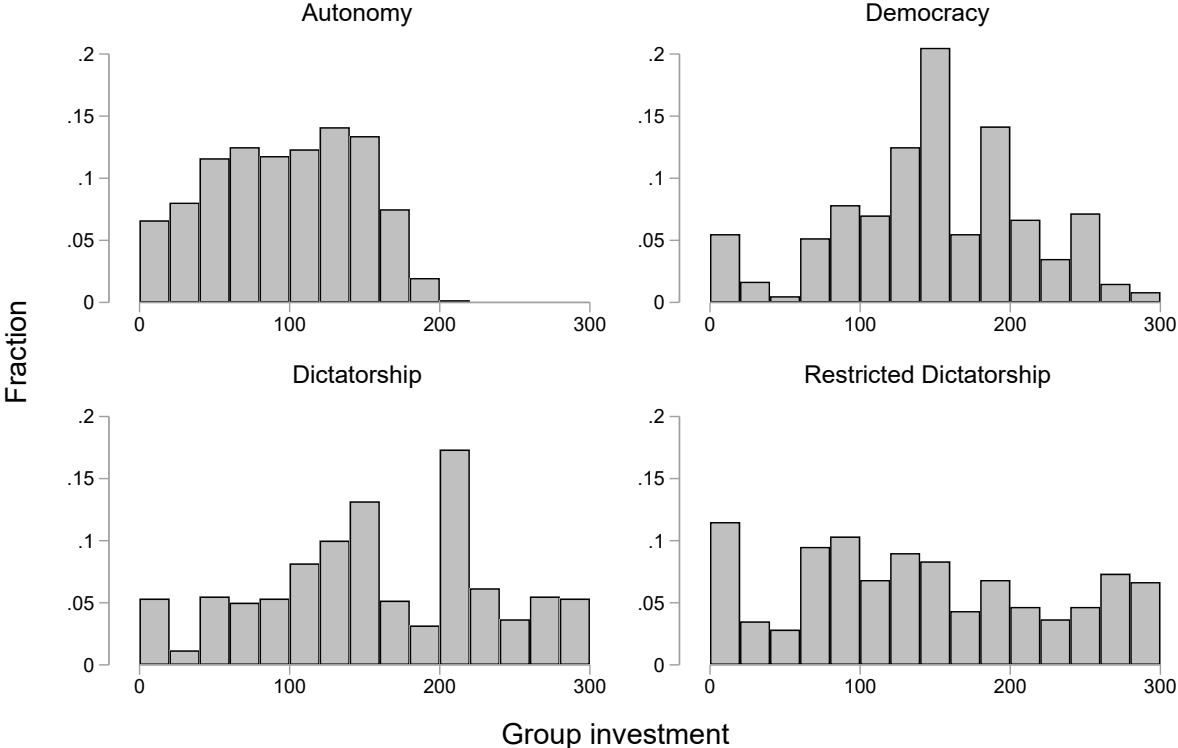 Autonomy
Democracy
.2
.15
.1
.05
0
0 100 200 300
.2
.15
.1
.05
0
0 100 200 300
Fraction
Dictatorship
Restricted Dictatorship
.2
.15
.1
.05
0
0 100 200 300
.2
.15
.1
.05
0
0 100 200 300
Group investment